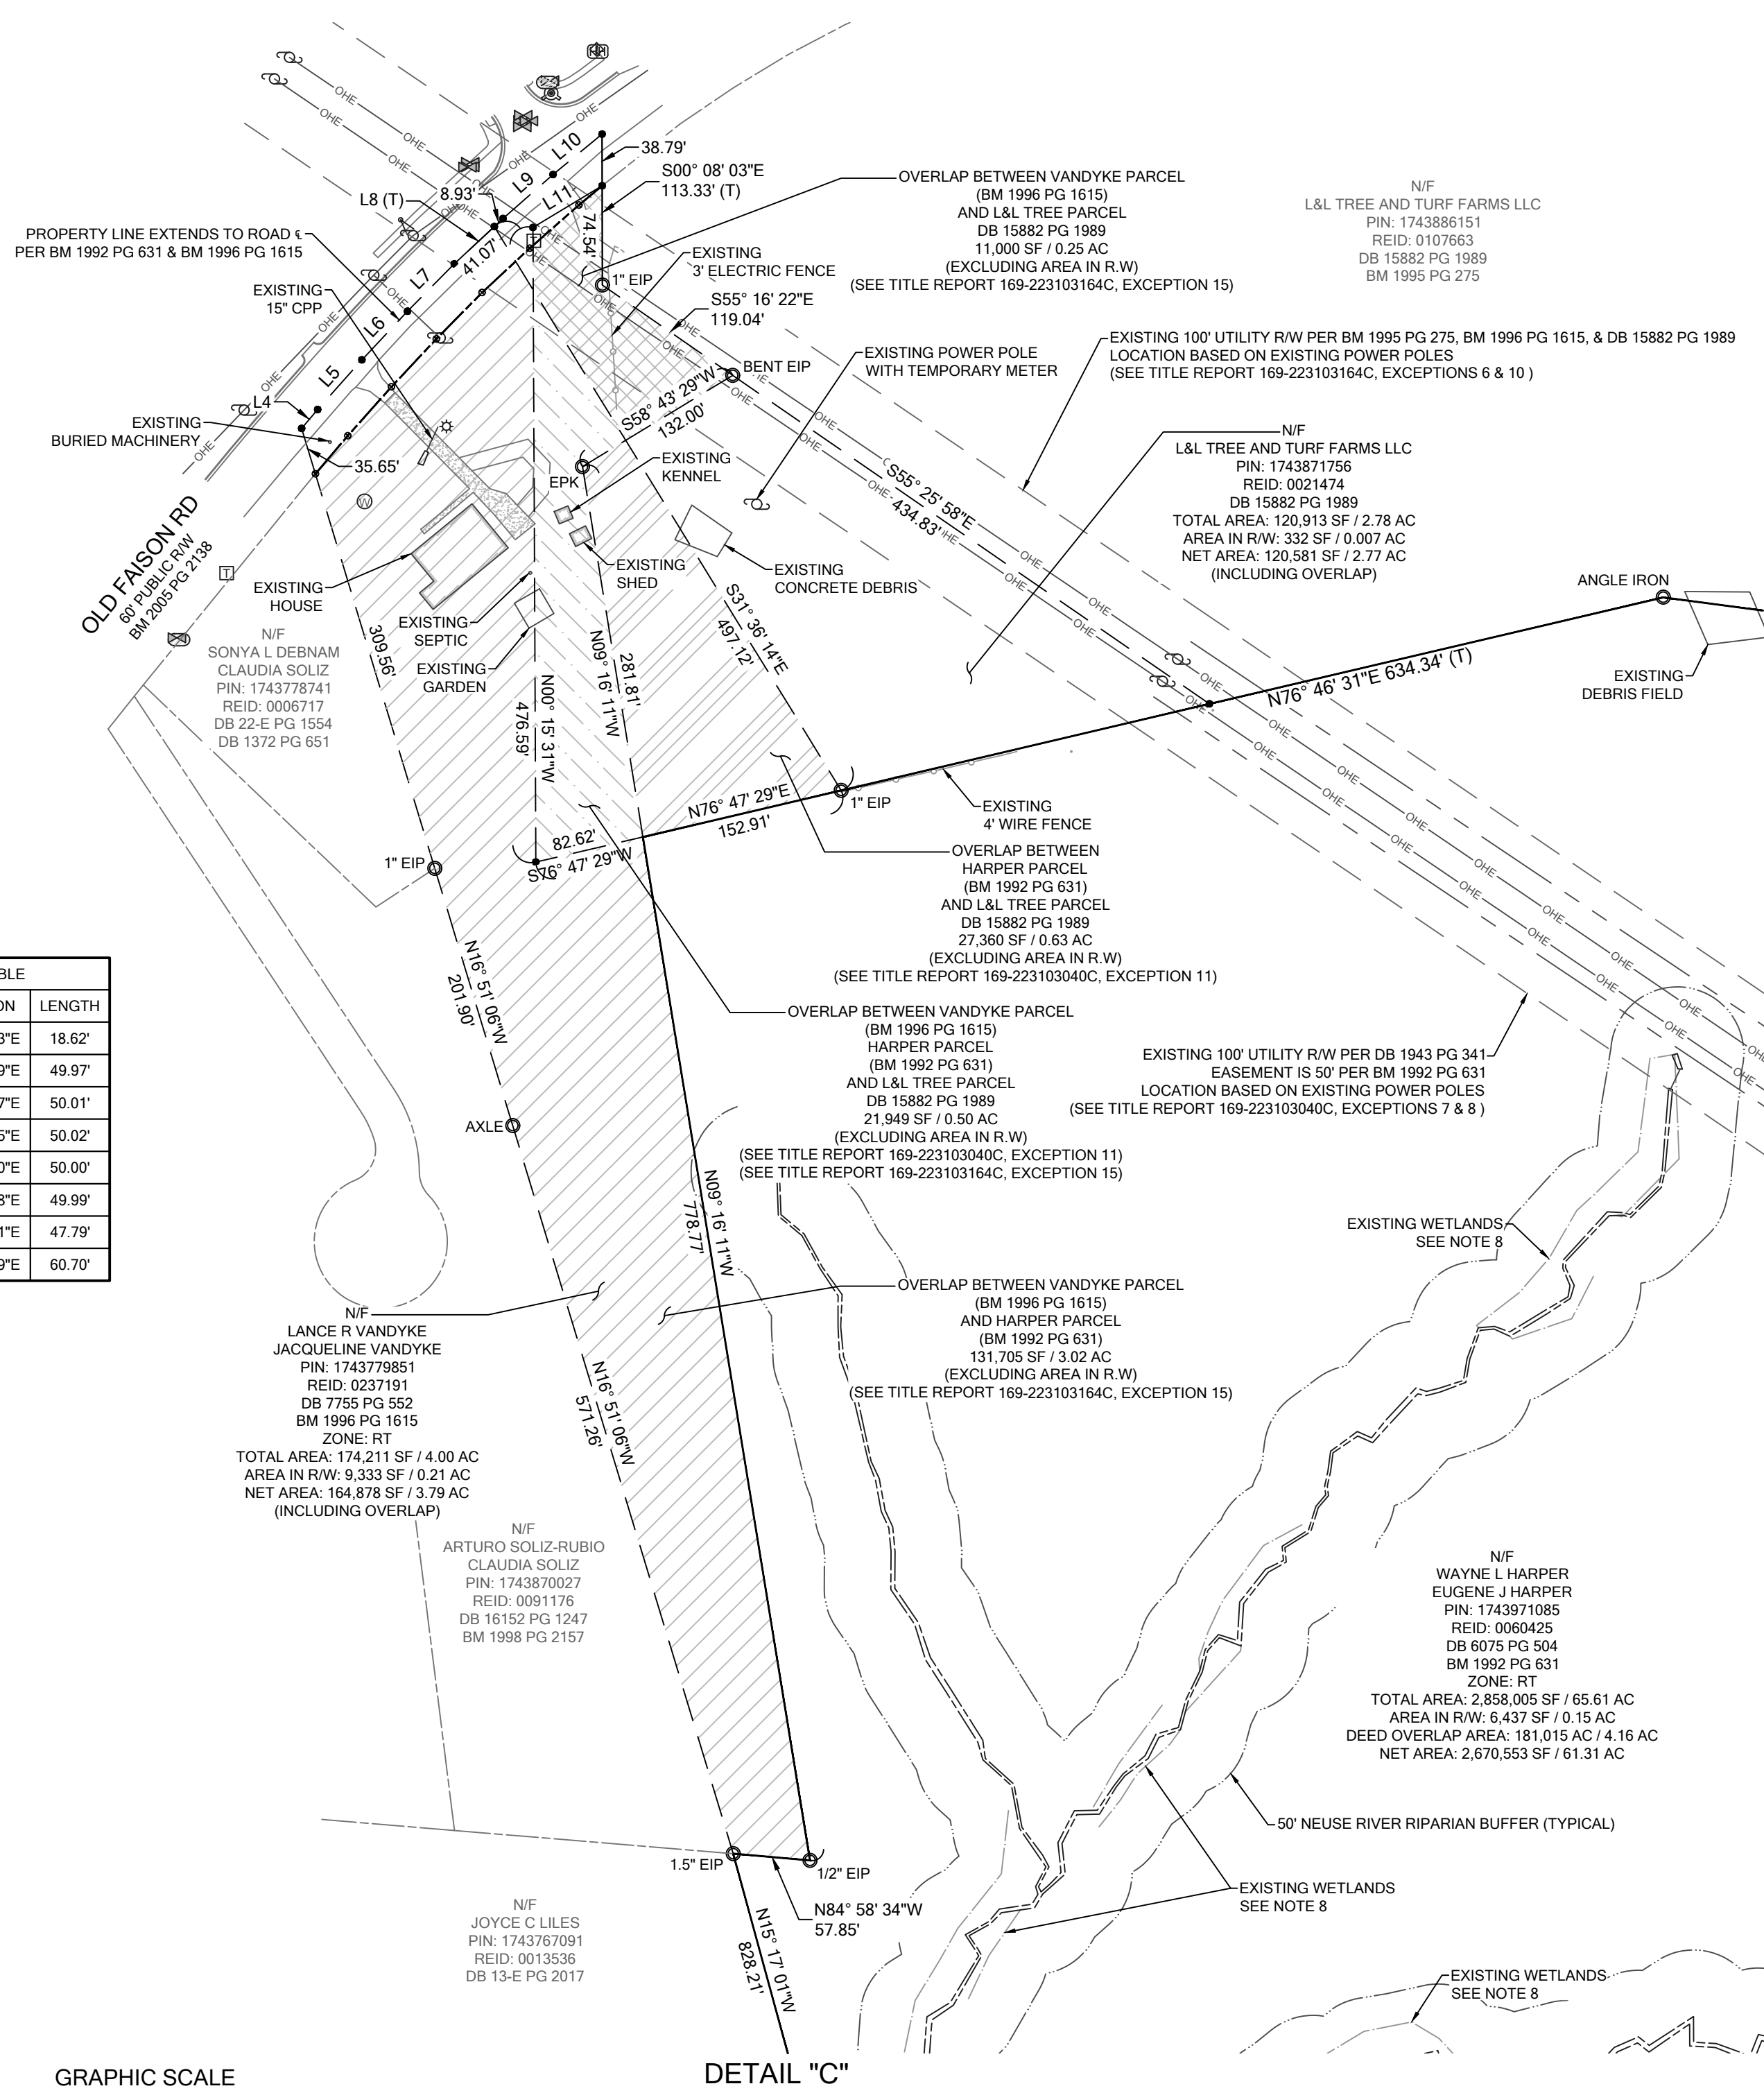 OHE
OHE
OHE
OHE
OHE
OHE
OHE
L10
L9
L11
8.93'
L8 (T)
41.07'
L7
L6
L5
L4
38.79'
S00° 08' 03"E
113.33' (T)
74.54'
1" EIP
PROPERTY LINE EXTENDS TO ROAD ℄
PER BM 1992 PG 631 & BM 1996 PG 1615
EXISTING
15" CPP
EXISTING
BURIED MACHINERY
35.65'
OLD FAISON RD
60' PUBLIC R/W
BM 2005 PG 2138
OVERLAP BETWEEN VANDYKE PARCEL
(BM 1996 PG 1615)
AND L&L TREE PARCEL
DB 15882 PG 1989
11,000 SF / 0.25 AC
(EXCLUDING AREA IN R.W)
(SEE TITLE REPORT 169-223103164C, EXCEPTION 15)
N/F
L&L TREE AND TURF FARMS LLC
PIN: 1743886151
REID: 0107663
DB 15882 PG 1989
BM 1995 PG 275
EXISTING
3' ELECTRIC FENCE
S55° 16' 22"E
119.04'
BENT EIP
S58° 43' 29"W
132.00'
EXISTING POWER POLE
WITH TEMPORARY METER
EXISTING 100' UTILITY R/W PER BM 1995 PG 275, BM 1996 PG 1615, & DB 15882 PG 1989
LOCATION BASED ON EXISTING POWER POLES
(SEE TITLE REPORT 169-223103164C, EXCEPTIONS 6 & 10 )
N/F
L&L TREE AND TURF FARMS LLC
PIN: 1743871756
REID: 0021474
DB 15882 PG 1989
TOTAL AREA: 120,913 SF / 2.78 AC
AREA IN R/W: 332 SF / 0.007 AC
NET AREA: 120,581 SF / 2.77 AC
(INCLUDING OVERLAP)
S55° 25' 58"E
434.83'
EPK
EXISTING
KENNEL
EXISTING
SHED
EXISTING
CONCRETE DEBRIS
EXISTING
HOUSE
EXISTING
SEPTIC
EXISTING
GARDEN
W
T
T
ANGLE IRON
EXISTING
DEBRIS FIELD
N76° 46' 31"E 634.34' (T)
S31° 36' 14"E
497.12'
N/F
SONYA L DEBNAM
CLAUDIA SOLIZ
PIN: 1743778741
REID: 0006717
DB 22-E PG 1554
DB 1372 PG 651
309.56'
N00° 15' 31"W
476.59'
281.81'
N09° 16' 11"W
N76° 47' 29"E
152.91'
1" EIP
82.62'
S76° 47' 29"W
1" EIP
EXISTING
4' WIRE FENCE
OVERLAP BETWEEN
HARPER PARCEL
(BM 1992 PG 631)
AND L&L TREE PARCEL
DB 15882 PG 1989
27,360 SF / 0.63 AC
(EXCLUDING AREA IN R.W)
(SEE TITLE REPORT 169-223103040C, EXCEPTION 11)
N16° 51' 06"W
201.90'
BLE
ON LENGTH
3"E 18.62'
9"E 49.97'
7"E 50.01'
5"E 50.02'
0"E 50.00'
3"E 49.99'
1"E 47.79'
9"E 60.70'
OVERLAP BETWEEN VANDYKE PARCEL
(BM 1996 PG 1615)
HARPER PARCEL
(BM 1992 PG 631)
AND L&L TREE PARCEL
DB 15882 PG 1989
21,949 SF / 0.50 AC
(EXCLUDING AREA IN R.W)
(SEE TITLE REPORT 169-223103040C, EXCEPTION 11)
(SEE TITLE REPORT 169-223103164C, EXCEPTION 15)
EXISTING 100' UTILITY R/W PER DB 1943 PG 341
EASEMENT IS 50' PER BM 1992 PG 631
LOCATION BASED ON EXISTING POWER POLES
(SEE TITLE REPORT 169-223103040C, EXCEPTIONS 7 & 8 )
AXLE
N09° 16' 11"W
778.77'
EXISTING WETLANDS
SEE NOTE 8
OVERLAP BETWEEN VANDYKE PARCEL
(BM 1996 PG 1615)
AND HARPER PARCEL
(BM 1992 PG 631)
131,705 SF / 3.02 AC
(EXCLUDING AREA IN R.W)
(SEE TITLE REPORT 169-223103164C, EXCEPTION 15)
N/F
LANCE R VANDYKE
JACQUELINE VANDYKE
PIN: 1743779851
REID: 0237191
DB 7755 PG 552
BM 1996 PG 1615
ZONE: RT
TOTAL AREA: 174,211 SF / 4.00 AC
AREA IN R/W: 9,333 SF / 0.21 AC
NET AREA: 164,878 SF / 3.79 AC
(INCLUDING OVERLAP)
N16° 51' 06"W
571.26'
N/F
ARTURO SOLIZ-RUBIO
CLAUDIA SOLIZ
PIN: 1743870027
REID: 0091176
DB 16152 PG 1247
BM 1998 PG 2157
N/F
WAYNE L HARPER
EUGENE J HARPER
PIN: 1743971085
REID: 0060425
DB 6075 PG 504
BM 1992 PG 631
ZONE: RT
TOTAL AREA: 2,858,005 SF / 65.61 AC
AREA IN R/W: 6,437 SF / 0.15 AC
DEED OVERLAP AREA: 181,015 AC / 4.16 AC
NET AREA: 2,670,553 SF / 61.31 AC
50' NEUSE RIVER RIPARIAN BUFFER (TYPICAL)
1.5" EIP
1/2" EIP
EXISTING WETLANDS
SEE NOTE 8
N84° 58' 34"W
57.85'
N/F
JOYCE C LILES
PIN: 1743767091
REID: 0013536
DB 13-E PG 2017
N15° 17' 01"W
828.21'
EXISTING WETLANDS
SEE NOTE 8
GRAPHIC SCALE
DETAIL "C"